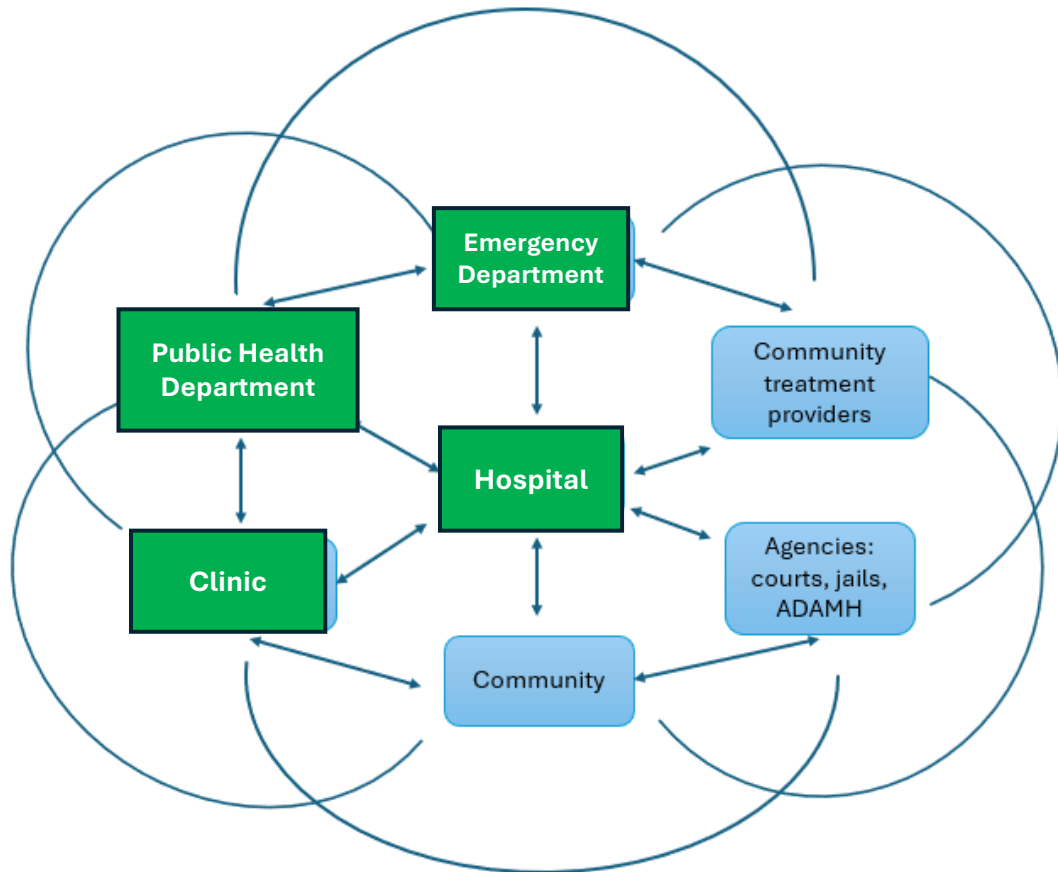 Emergency
Department
Public Health
Department
Community
treatment
providers
Hospital
Clinic
Agencies:
courts, jails,
ADAMH
Community